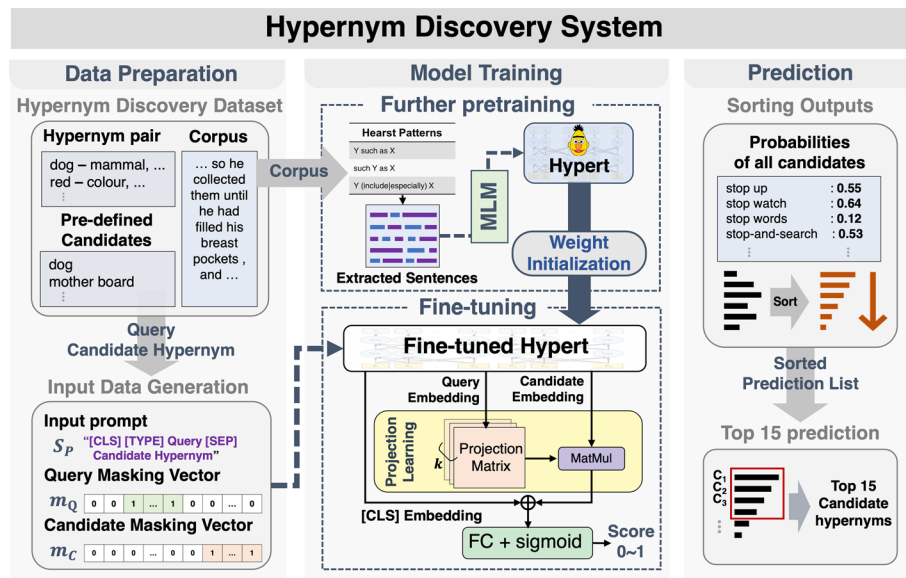 Hypernym Discovery System
Data Preparation
Hypernym Discovery Dataset
Hypernym pair
dog – mammal, ...
red – colour, ...
⋮
Pre-defined
Candidates
dog
mother board
⋮
Corpus
... so he
collected
them until
he had
filled his
breast
pockets ,
and ...
Query
Candidate Hypernym
Input Data Generation
Input prompt
S_P "[CLS] [TYPE] Query [SEP]
Candidate Hypernym"
Query Masking Vector
m_Q 0 0 1 ... 1 0 0 ... 0
Candidate Masking Vector
m_C 0 0 0 ... 0 0 1 ... 1
Corpus
Model Training
Further pretraining
Hearst Patterns
Y such as X
such Y as X
Y (include|especially) X
Extracted Sentences
MLM
Hypert
Weight
Initialization
Fine-tuning
Fine-tuned Hypert
Query
Embedding
Candidate
Embedding
Projection
Learning
k
Projection
Matrix
MatMul
[CLS] Embedding
FC + sigmoid
Score
0~1
Prediction
Sorting Outputs
Probabilities
of all candidates
stop up : 0.55
stop watch : 0.64
stop words : 0.12
stop-and-search : 0.53
⋮ ⋮
Sort
Sorted
Prediction List
Top 15 prediction
C1
C2
C3
⋮
Top 15
Candidate
hypernyms